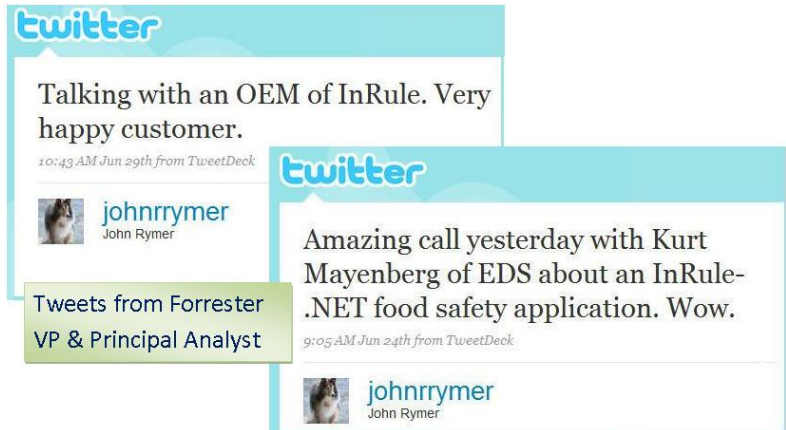 twitter
Talking with an OEM of InRule. Very
happy customer.
10:43 AM Jun 29th from TweetDeck
johnrrymer
John Rymer
Tweets from Forrester
VP & Principal Analyst
twitter
Amazing call yesterday with Kurt
Mayenberg of EDS about an InRule-
.NET food safety application. Wow.
9:05 AM Jun 24th from TweetDeck
johnrrymer
John Rymer